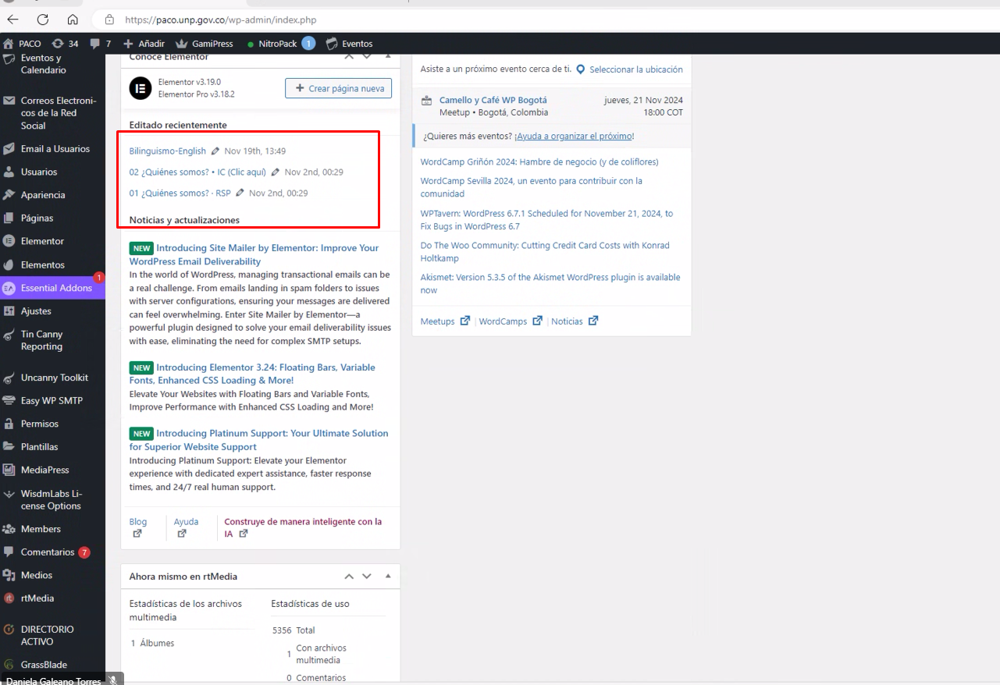 https://paco.unp.gov.co/wp-admin/index.php
PACO 34 7 Añadir GamiPress NitroPack 1 Eventos
Eventos y
Calendario
Correos Electroni-
cos de la Red
Social
Email a Usuarios
Usuarios
Apariencia
Páginas
Elementor
Elementos
1
Essential Addons
Ajustes
Tin Canny
Reporting
Uncanny Toolkit
Easy WP SMTP
Permisos
Plantillas
MediaPress
WisdmLabs Li-
cense Options
Members
Comentarios 7
Medios
rtMedia
DIRECTORIO
ACTIVO
GrassBlade
Daniela Galeano Torres
Conoce Elementor
Elementor v3.19.0
Elementor Pro v3.18.2
+ Crear página nueva
Editado recientemente
Bilinguismo-English Nov 19th, 13:49
02 ¿Quiénes somos? • IC (Clic aquí) Nov 2nd, 00:29
01 ¿Quiénes somos? · RSP Nov 2nd, 00:29
Noticias y actualizaciones
NEW Introducing Site Mailer by Elementor: Improve Your
WordPress Email Deliverability
In the world of WordPress, managing transactional emails can be
a real challenge. From emails landing in spam folders to issues
with server configurations, ensuring your messages are delivered
can feel overwhelming. Enter Site Mailer by Elementor—a
powerful plugin designed to solve your email deliverability issues
with ease, eliminating the need for complex SMTP setups.
NEW Introducing Elementor 3.24: Floating Bars, Variable
Fonts, Enhanced CSS Loading & More!
Elevate Your Websites with Floating Bars and Variable Fonts,
Improve Performance with Enhanced CSS Loading and More!
NEW Introducing Platinum Support: Your Ultimate Solution
for Superior Website Support
Introducing Platinum Support: Elevate your Elementor
experience with dedicated expert assistance, faster response
times, and 24/7 real human support.
Blog
Ayuda
Construye de manera inteligente con la
IA
Ahora mismo en rtMedia
Estadísticas de los archivos
multimedia
1 Álbumes
Estadísticas de uso
5356 Total
1 Con archivos
multimedia
0 Comentarios
Asiste a un próximo evento cerca de ti. Seleccionar la ubicación
Camello y Café WP Bogotá jueves, 21 Nov 2024
Meetup • Bogotá, Colombia 18:00 COT
¿Quieres más eventos? ¡Ayuda a organizar el próximo!
WordCamp Griñón 2024: Hambre de negocio (y de coliflores)
WordCamp Sevilla 2024, un evento para contribuir con la
comunidad
WPTavern: WordPress 6.7.1 Scheduled for November 21, 2024, to
Fix Bugs in WordPress 6.7
Do The Woo Community: Cutting Credit Card Costs with Konrad
Holtkamp
Akismet: Version 5.3.5 of the Akismet WordPress plugin is available
now
Meetups | WordCamps | Noticias